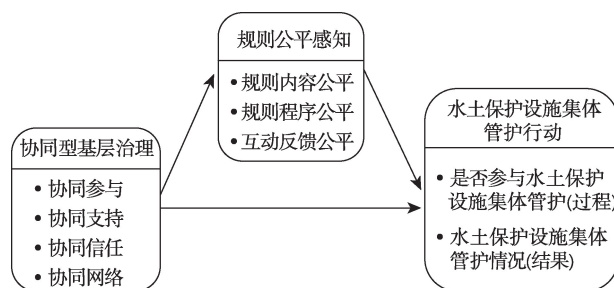 规则公平感知
• 规则内容公平
• 规则程序公平
• 互动反馈公平
协同型基层治理
• 协同参与
• 协同支持
• 协同信任
• 协同网络
水土保护设施集体
管护行动
• 是否参与水土保护
设施集体管护(过程)
• 水土保护设施集体
管护情况(结果)